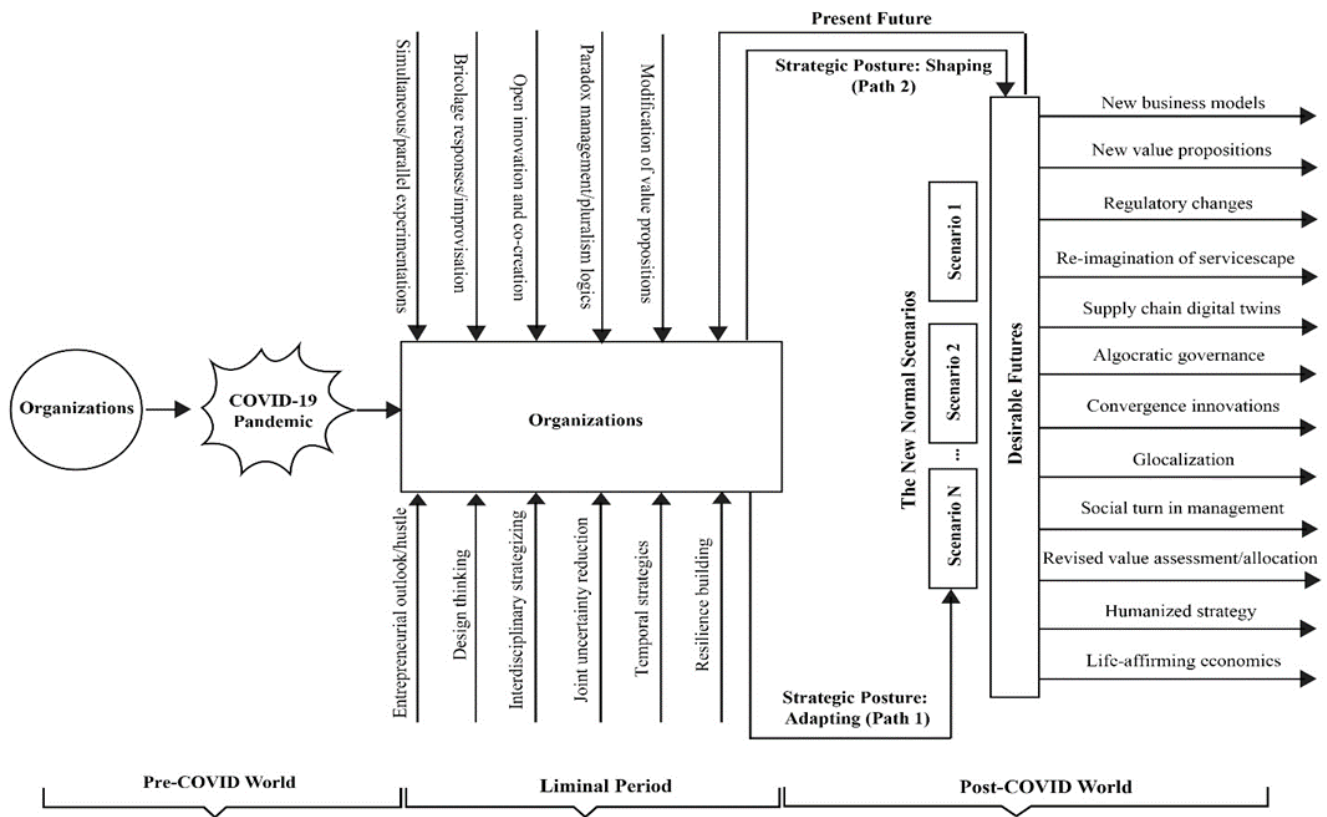 Present Future
Strategic Posture: Shaping
(Path 2)
Simultaneous/parallel experimentations
Bricolage responses/improvisation
Open innovation and co-creation
Paradox management/pluralism logics
Modification of value propositions
Organizations
COVID-19
Pandemic
Organizations
Entrepreneurial outlook/hustle
Design thinking
Interdisciplinary strategizing
Joint uncertainty reduction
Temporal strategies
Resilience building
Strategic Posture:
Adapting (Path 1)
The New Normal Scenarios
Scenario 1
Scenario 2
...
Scenario N
Desirable Futures
New business models
New value propositions
Regulatory changes
Re-imagination of servicescape
Supply chain digital twins
Algocratic governance
Convergence innovations
Glocalization
Social turn in management
Revised value assessment/allocation
Humanized strategy
Life-affirming economics
Pre-COVID World
Liminal Period
Post-COVID World